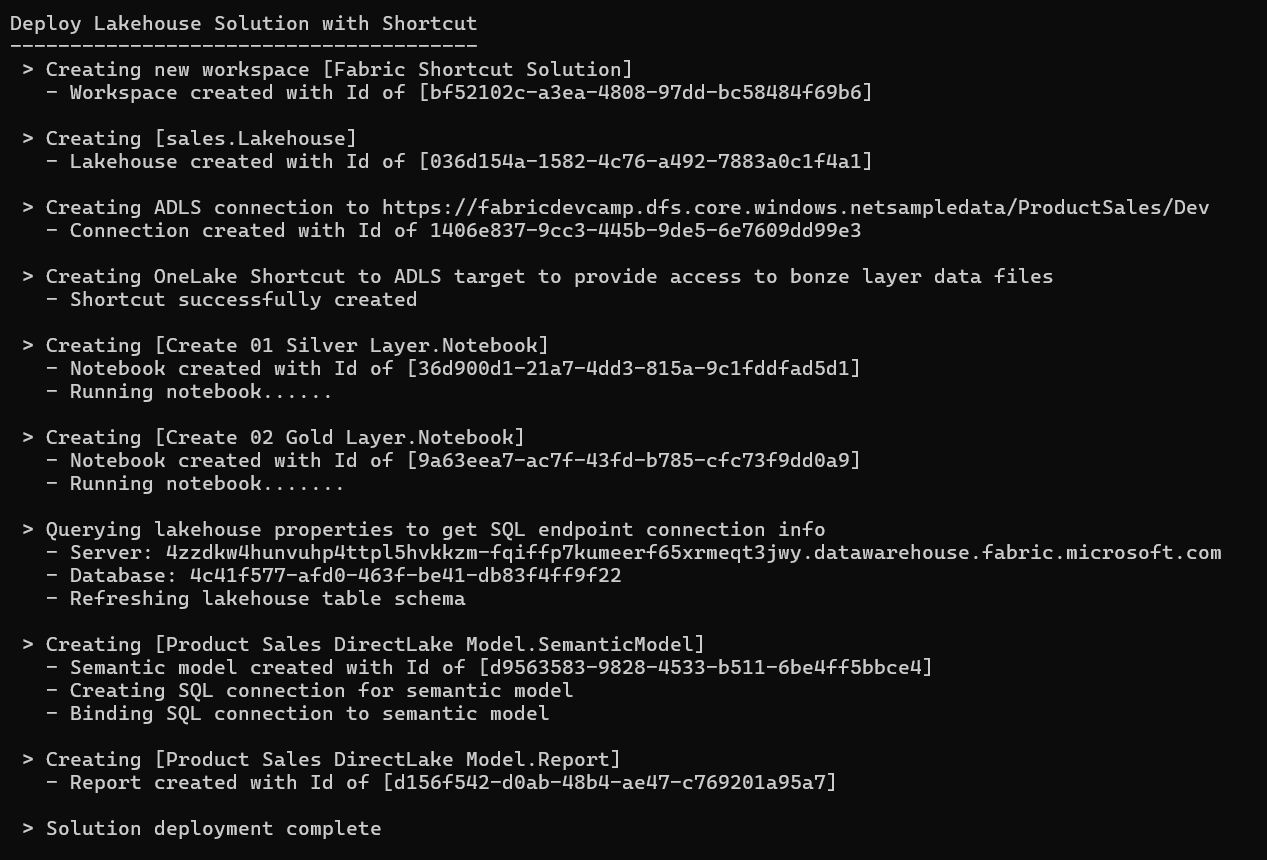 Deploy Lakehouse Solution with Shortcut
---------------------------------------
> Creating new workspace [Fabric Shortcut Solution]
- Workspace created with Id of [bf52102c-a3ea-4808-97dd-bc58484f69b6]
> Creating [sales.Lakehouse]
- Lakehouse created with Id of [036d154a-1582-4c76-a492-7883a0c1f4a1]
> Creating ADLS connection to https://fabricdevcamp.dfs.core.windows.netsampledata/ProductSales/Dev
- Connection created with Id of 1406e837-9cc3-445b-9de5-6e7609dd99e3
> Creating OneLake Shortcut to ADLS target to provide access to bonze layer data files
- Shortcut successfully created
> Creating [Create 01 Silver Layer.Notebook]
- Notebook created with Id of [36d900d1-21a7-4dd3-815a-9c1fddfad5d1]
- Running notebook......
> Creating [Create 02 Gold Layer.Notebook]
- Notebook created with Id of [9a63eea7-ac7f-43fd-b785-cfc73f9dd0a9]
- Running notebook.......
> Querying lakehouse properties to get SQL endpoint connection info
- Server: 4zzdkw4hunvuhp4ttpl5hvkkzm-fqiffp7kumeerf65xrmeqt3jwy.datawarehouse.fabric.microsoft.com
- Database: 4c41f577-afd0-463f-be41-db83f4ff9f22
- Refreshing lakehouse table schema
> Creating [Product Sales DirectLake Model.SemanticModel]
- Semantic model created with Id of [d9563583-9828-4533-b511-6be4ff5bbce4]
- Creating SQL connection for semantic model
- Binding SQL connection to semantic model
> Creating [Product Sales DirectLake Model.Report]
- Report created with Id of [d156f542-d0ab-48b4-ae47-c769201a95a7]
> Solution deployment complete